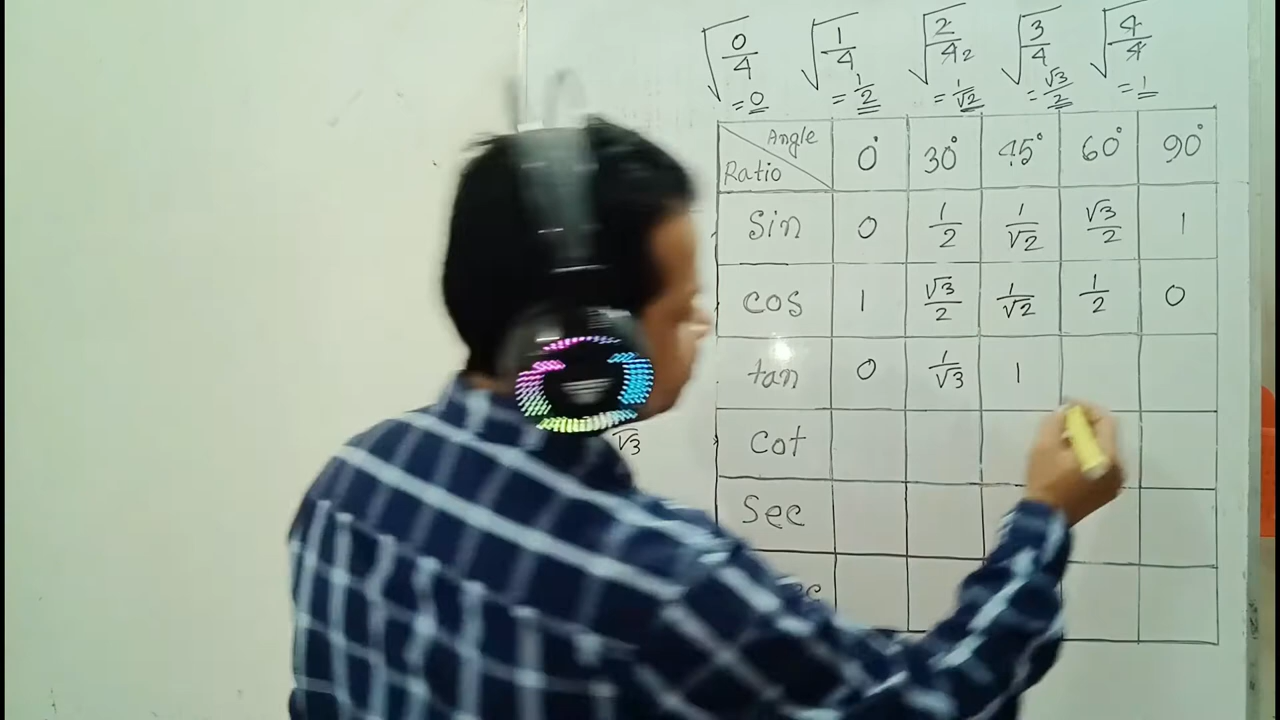 √(0/4) √(1/4) √(2/4) 2 √(3/4) √(4/4)
= 0 = 1/2 = 1/√2 = √3/2 = 1
Angle
Ratio 0° 30° 45° 60° 90°
Sin 0 1/2 1/√2 √3/2 1
Cos 1 √3/2 1/√2 1/2 0
tan 0 1/√3 1
√3 Cot
Sec